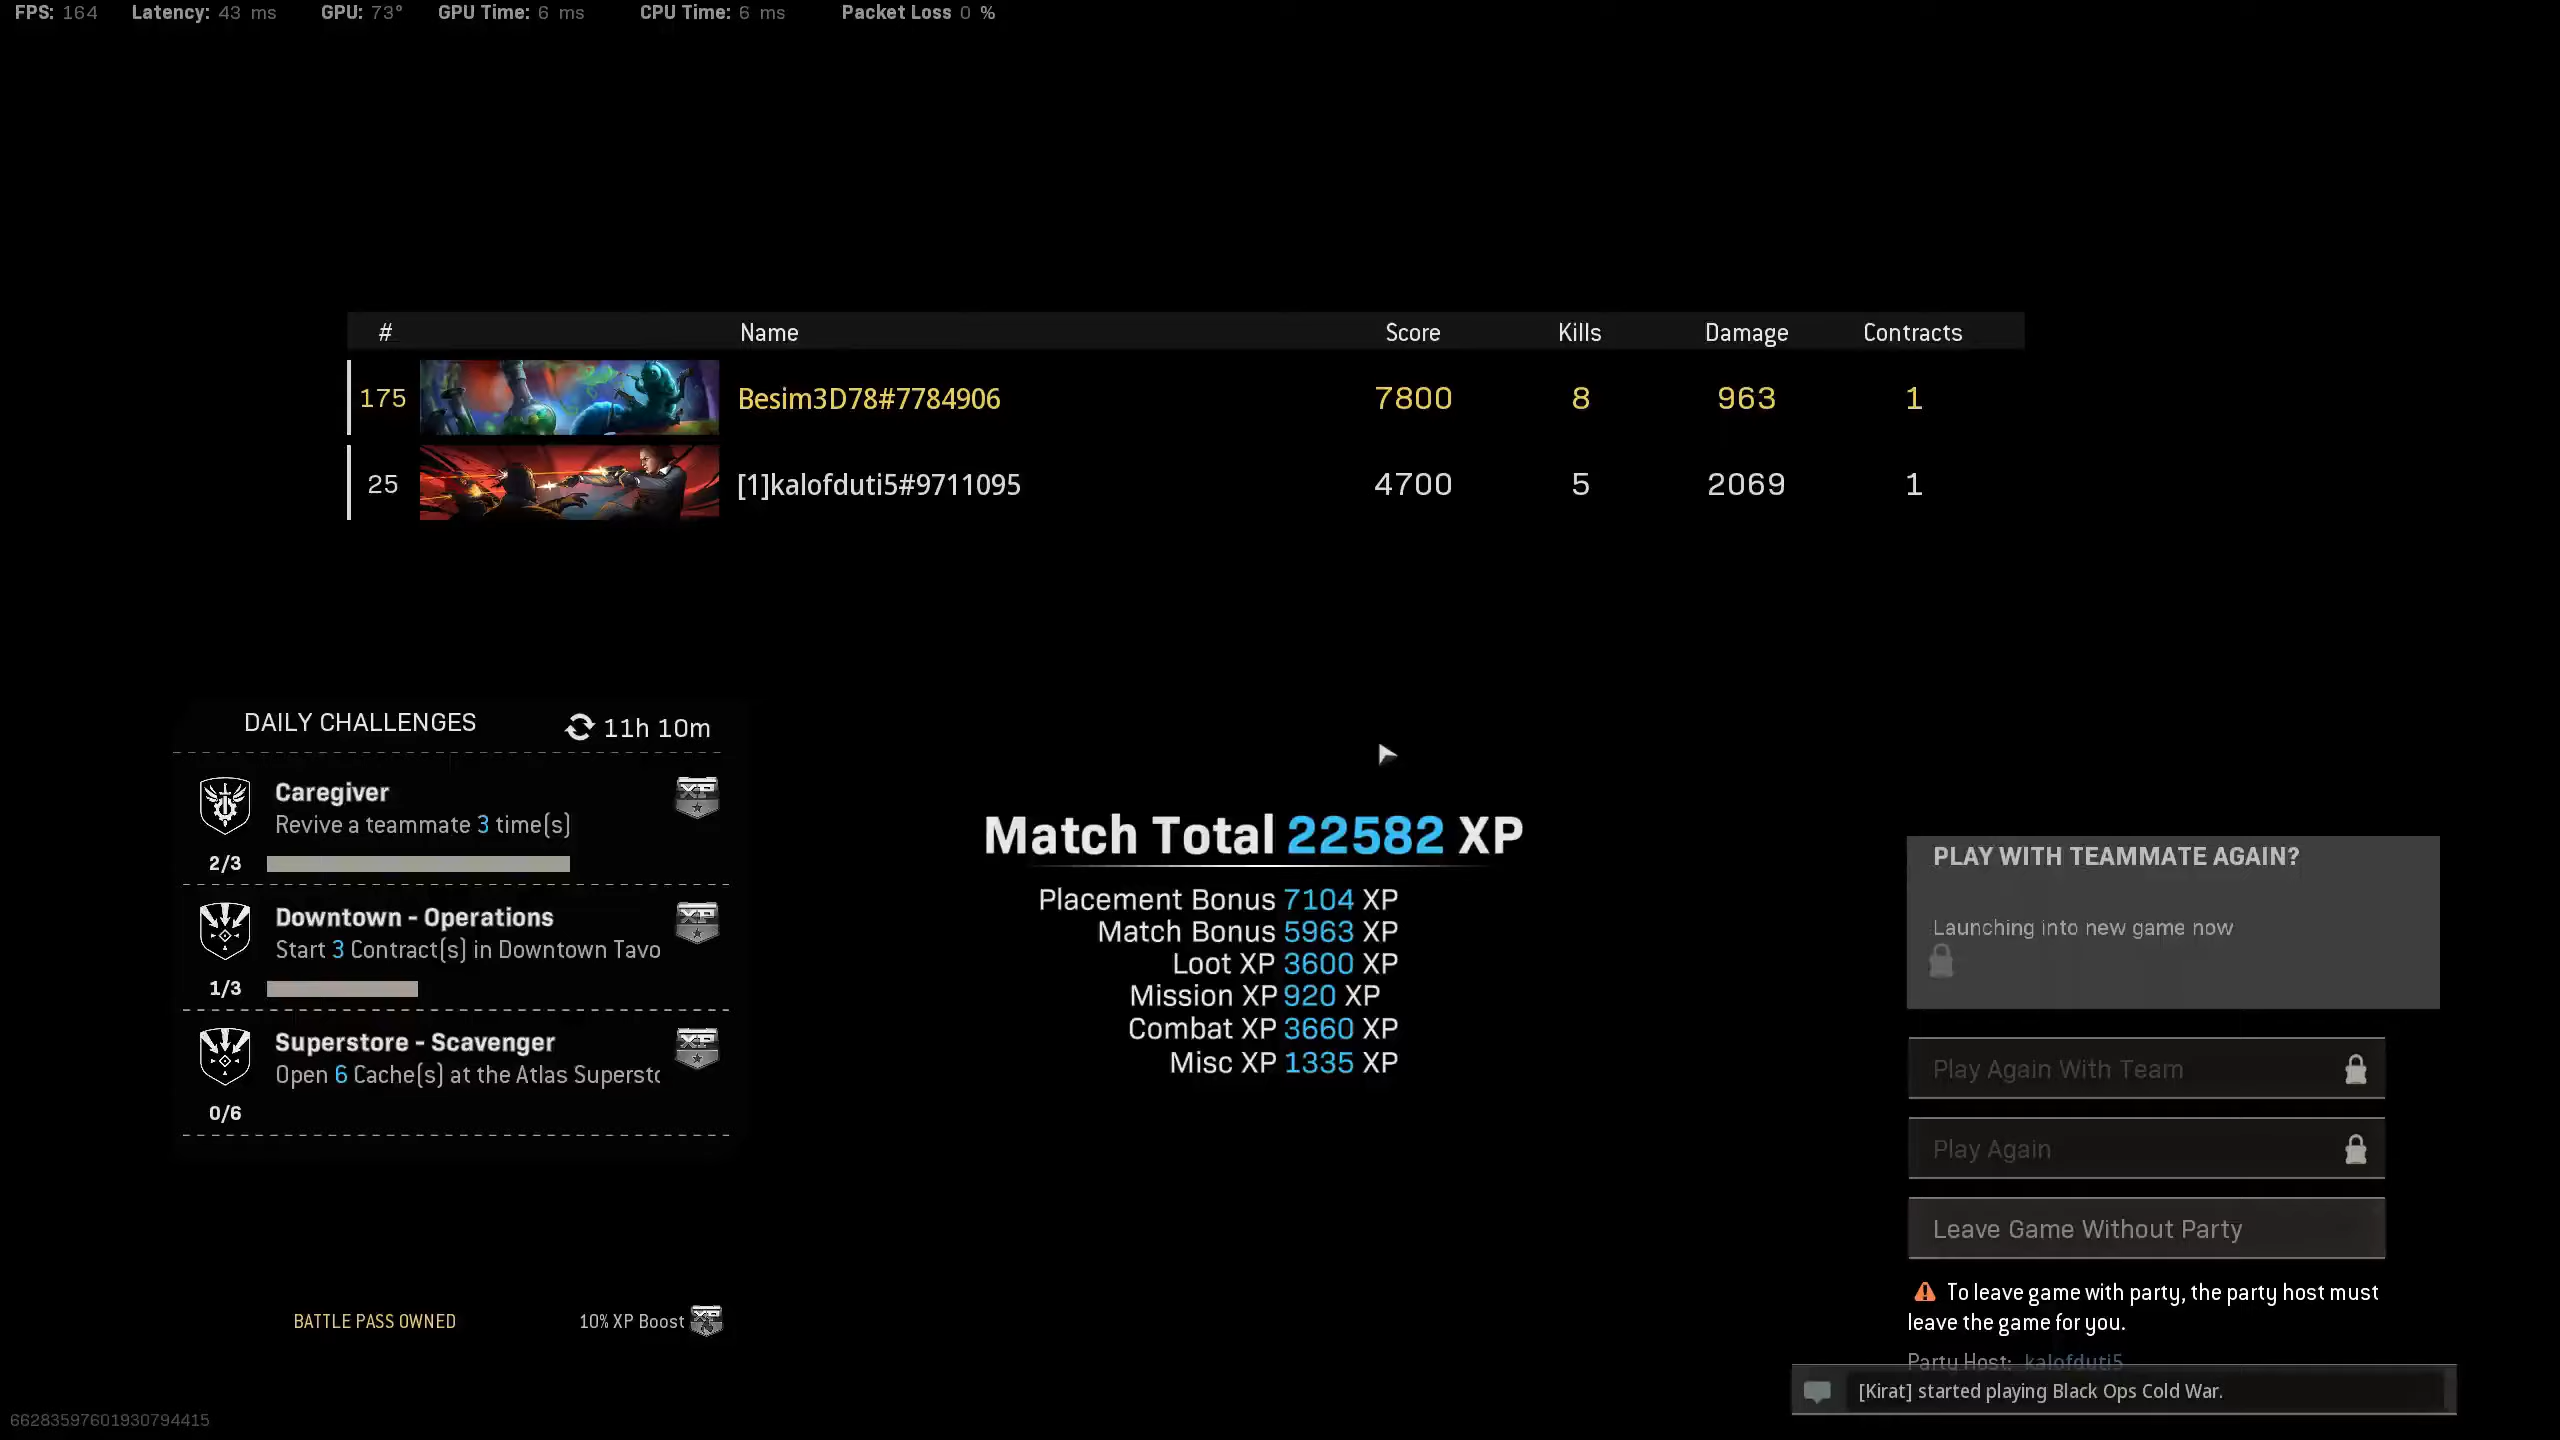 FPS: 164 Latency: 43 ms GPU: 73° GPU Time: 6 ms CPU Time: 6 ms Packet Loss 0 %
# Name Score Kills Damage Contracts
175 Besim3D78#7784906 7800 8 963 1
25 [1]kalofduti5#9711095 4700 5 2069 1
DAILY CHALLENGES 11h 10m
Caregiver
Revive a teammate 3 time(s)
2/3
Downtown - Operations
Start 3 Contract(s) in Downtown Tavo
1/3
Superstore - Scavenger
Open 6 Cache(s) at the Atlas Supersto
0/6
BATTLE PASS OWNED 10% XP Boost
Match Total 22582 XP
Placement Bonus 7104 XP
Match Bonus 5963 XP
Loot XP 3600 XP
Mission XP 920 XP
Combat XP 3660 XP
Misc XP 1335 XP
PLAY WITH TEAMMATE AGAIN?
Launching into new game now
Play Again With Team
Play Again
Leave Game Without Party
To leave game with party, the party host must
leave the game for you.
Party Host: kalofduti5
[Kirat] started playing Black Ops Cold War.
66283597601930794415